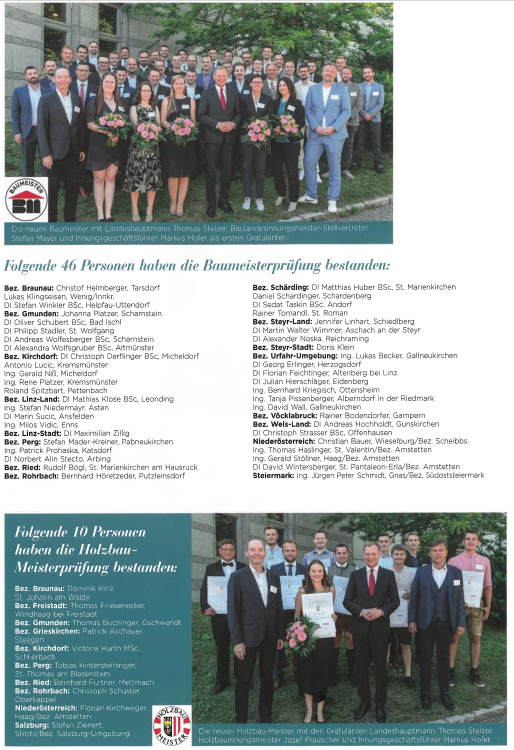 BAUMEISTER
Die neuen Baumeister mit Landeshauptmann Thomas Stelzer, Baulandesinnungsmeister-Stellvertreter
Stefan Mayer und Innungsgeschäftsführer Markus Hofer als ersten Gratulanten.
Folgende 46 Personen haben die Baumeisterprüfung bestanden:
Bez. Braunau: Christof Helmberger, Tarsdorf
Lukas Klingseisen, Weng/Innkr.
DI Stefan Winkler BSc, Helpfau-Uttendorf
Bez. Gmunden: Johanna Platzer, Scharnstein
DI Oliver Schubert BSc, Bad Ischl
DI Philipp Stadler, St. Wolfgang
DI Andreas Wolfesberger BSc, Scharnstein
DI Alexandra Wolfsgruber BSc, Altmünster
Bez. Kirchdorf: DI Christoph Derflinger BSc, Micheldorf
Antonio Lucic, Kremsmünster
Ing. Gerald Niß, Micheldorf
Ing. Rene Platzer, Kremsmünster
Roland Spitzbart, Pettenbach
Bez. Linz-Land: DI Mathias Klose BSc, Leonding
Ing. Stefan Niedermayr, Asten
DI Marin Sucic, Ansfelden
Ing. Milos Vidic, Enns
Bez. Linz-Stadt: DI Maximilian Zillig
Bez. Perg: Stefan Mader-Kreiner, Pabneukirchen
Ing. Patrick Prohaska, Katsdorf
DI Norbert Alin Stecto, Arbing
Bez. Ried: Rudolf Bögl, St. Marienkirchen am Hausruck
Bez. Rohrbach: Bernhard Höretzeder, Putzleinsdorf
Bez. Schärding: DI Matthias Huber BSc, St. Marienkirchen
Daniel Schardinger, Schardenberg
DI Sedat Taskin BSc, Andorf
Rainer Tomandl, St. Roman
Bez. Steyr-Land: Jennifer Linhart, Schiedlberg
DI Martin Walter Wimmer, Aschach an der Steyr
DI Alexander Noska, Reichraming
Bez. Steyr-Stadt: Doris Klein
Bez. Urfahr-Umgebung: Ing. Lukas Becker, Gallneukirchen
DI Georg Erlinger, Herzogsdorf
DI Florian Feichtinger, Altenberg bei Linz
DI Julian Hierschläger, Eidenberg
Ing. Bernhard Kriegisch, Ottensheim
Ing. Tanja Pissenberger, Alberndorf in der Riedmark
Ing. David Wall, Gallneukirchen
Bez. Vöcklabruck: Rainer Bodendorfer, Gampern
Bez. Wels-Land: DI Andreas Hochholdt, Gunskirchen
DI Christoph Strasser BSc, Offenhausen
Niederösterreich: Christian Bauer, Wieselburg/Bez. Scheibbs
Ing. Thomas Haslinger, St. Valentin/Bez. Amstetten
Ing. Gerald Stöllner, Haag/Bez. Amstetten
DI David Wintersberger, St. Pantaleon-Erla/Bez. Amstetten
Steiermark: Ing. Jürgen Peter Schmidt, Gnas/Bez. Südoststeiermark
Folgende 10 Personen
haben die Holzbau-
Meisterprüfung bestanden:
Bez. Braunau: Dominik Kinz,
St. Johann am Walde
Bez. Freistadt: Thomas Friesenecker,
Windhaag bei Freistadt
Bez. Gmunden: Thomas Buchinger, Gschwandt
Bez. Grieskirchen: Patrick Aschauer,
Steegen
Bez. Kirchdorf: Victoria Hurth MSc,
Schlierbach
Bez. Perg: Tobias Hintersteininger,
St. Thomas am Blasenstein
Bez. Ried: Bernhard Furtner, Mettmach
Bez. Rohrbach: Christoph Schuster,
Oberkappel
Niederösterreich: Florian Kirchweger,
Haag/Bez. Amstetten
Salzburg: Stefan Zienert,
Strobl/Bez. Salzburg-Umgebung
HOLZBAU
MEISTER
Die neuen Holzbau-Meister mit den Gratulanten Landeshauptmann Thomas Stelzer,
Holzbauinnungsmeister Josef Frauscher und Innungsgeschäftsführer Markus Hofer